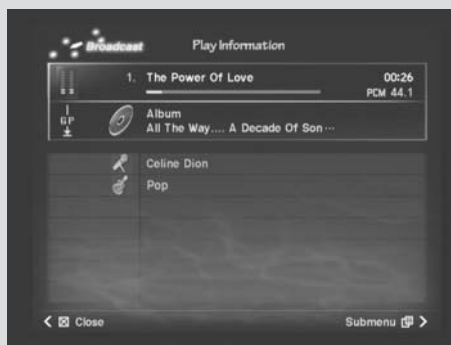 Broadcast
Play Information
1. The Power Of Love 00:26
PCM 44.1
GP
Album
All The Way.... A Decade Of Son ...
Celine Dion
Pop
Close Submenu